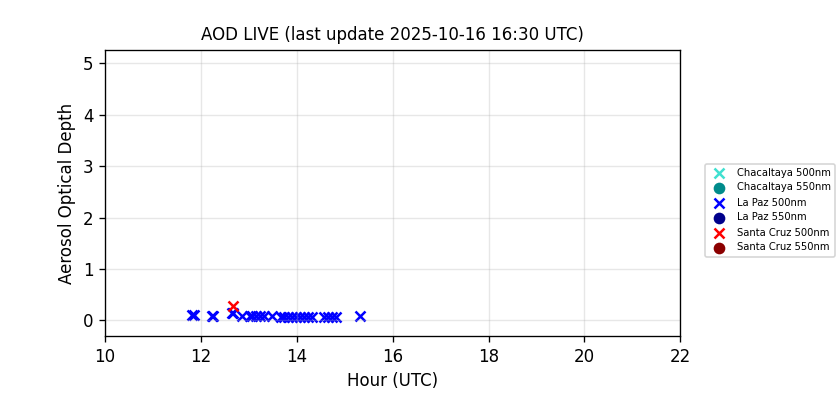 AOD LIVE (last update 2025-10-16 16:30 UTC)
Aerosol Optical Depth
5
4
3
2
1
0
10 12 14 16 18 20 22
Hour (UTC)
Chacaltaya 500nm
Chacaltaya 550nm
La Paz 500nm
La Paz 550nm
Santa Cruz 500nm
Santa Cruz 550nm